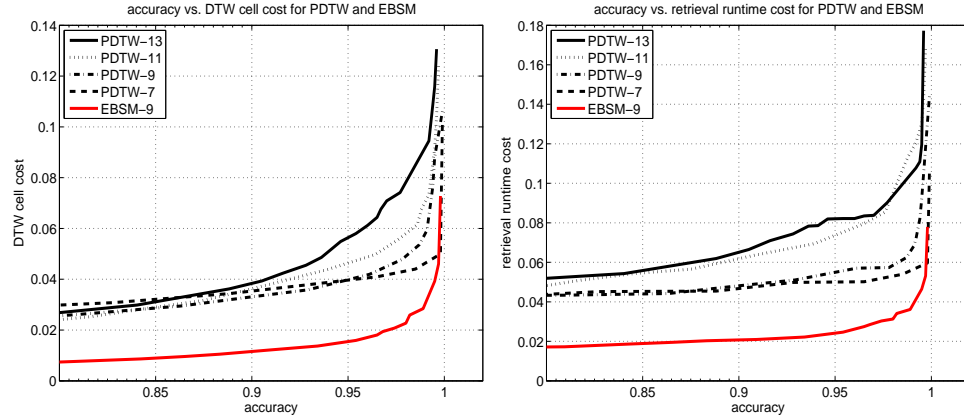 accuracy vs. DTW cell cost for PDTW and EBSM
0.14
0.12
0.1
0.08
0.06
0.04
0.02
0
DTW cell cost
PDTW−13
PDTW−11
PDTW−9
PDTW−7
EBSM−9
0.85
0.9
0.95
1
accuracy
accuracy vs. retrieval runtime cost for PDTW and EBSM
0.18
0.16
0.14
0.12
0.1
0.08
0.06
0.04
0.02
0
retrieval runtime cost
PDTW−13
PDTW−11
PDTW−9
PDTW−7
EBSM−9
0.85
0.9
0.95
1
accuracy